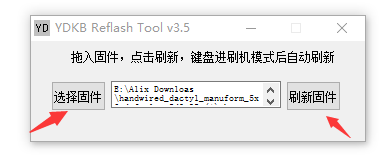 YD YDKB Reflash Tool v3.5
拖入固件，点击刷新，键盘进刷机模式后自动刷新
选择固件
E:\Alix Downloas
\handwired_dactyl_manuform_5x
刷新固件